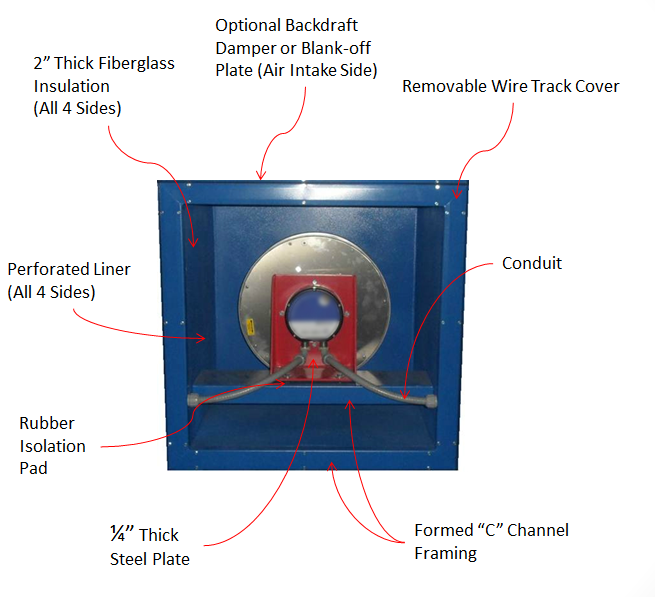 Optional Backdraft
Damper or Blank-off
Plate (Air Intake Side)
2” Thick Fiberglass
Insulation
(All 4 Sides)
Removable Wire Track Cover
Perforated Liner
(All 4 Sides)
Conduit
Rubber
Isolation
Pad
¼” Thick
Steel Plate
Formed “C” Channel
Framing